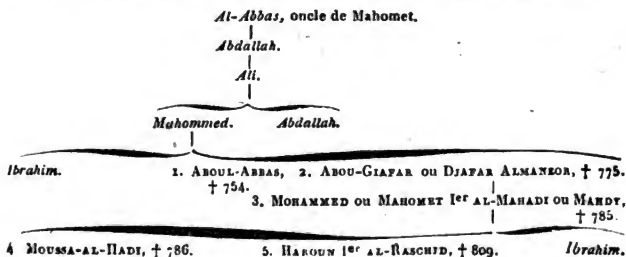 Al-Abbas, oncle de Mahomet.
Abdallah.
Ali.
Muhommed. Abdallah.
Ibrahim. 1. ABOUL-ABBAS, 2. ABOU-GIAFAR OU DJAFAR ALMANZOR, † 775.
† 754.
3. MOHAMMED OU MAHOMET Ier AL-MAHADI OU MAHDY,
† 785.
4 MOUSSA-AL-HADI, † 786. 5. HAROUN Ier AL-RASCHID, † 809. Ibrahim.